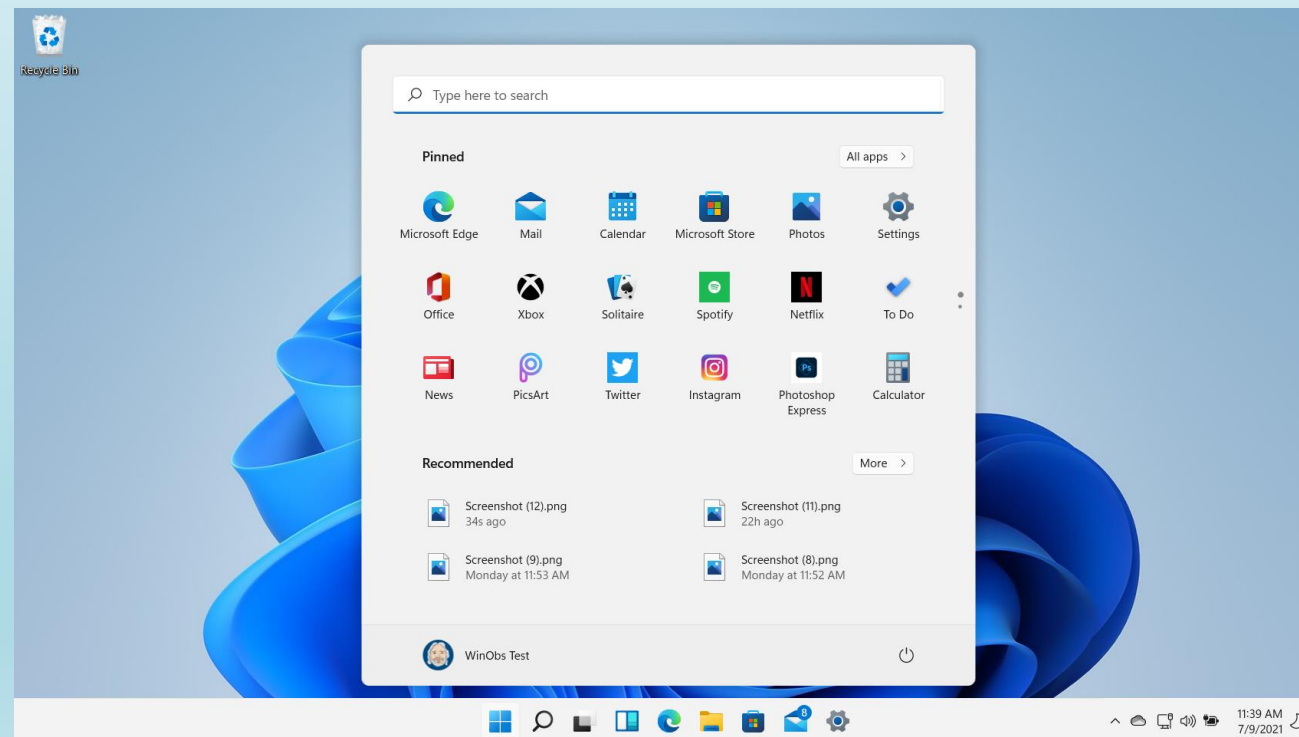 Recycle Bin
Type here to search
Pinned
All apps
Microsoft Edge
Mail
Calendar
Microsoft Store
Photos
Settings
Office
Xbox
Solitaire
Spotify
Netflix
To Do
News
PicsArt
Twitter
Instagram
Ps
Photoshop
Express
Calculator
Recommended
More
Screenshot (12).png
34s ago
Screenshot (11).png
22h ago
Screenshot (9).png
Monday at 11:53 AM
Screenshot (8).png
Monday at 11:52 AM
WinObs Test
8
11:39 AM
7/9/2021